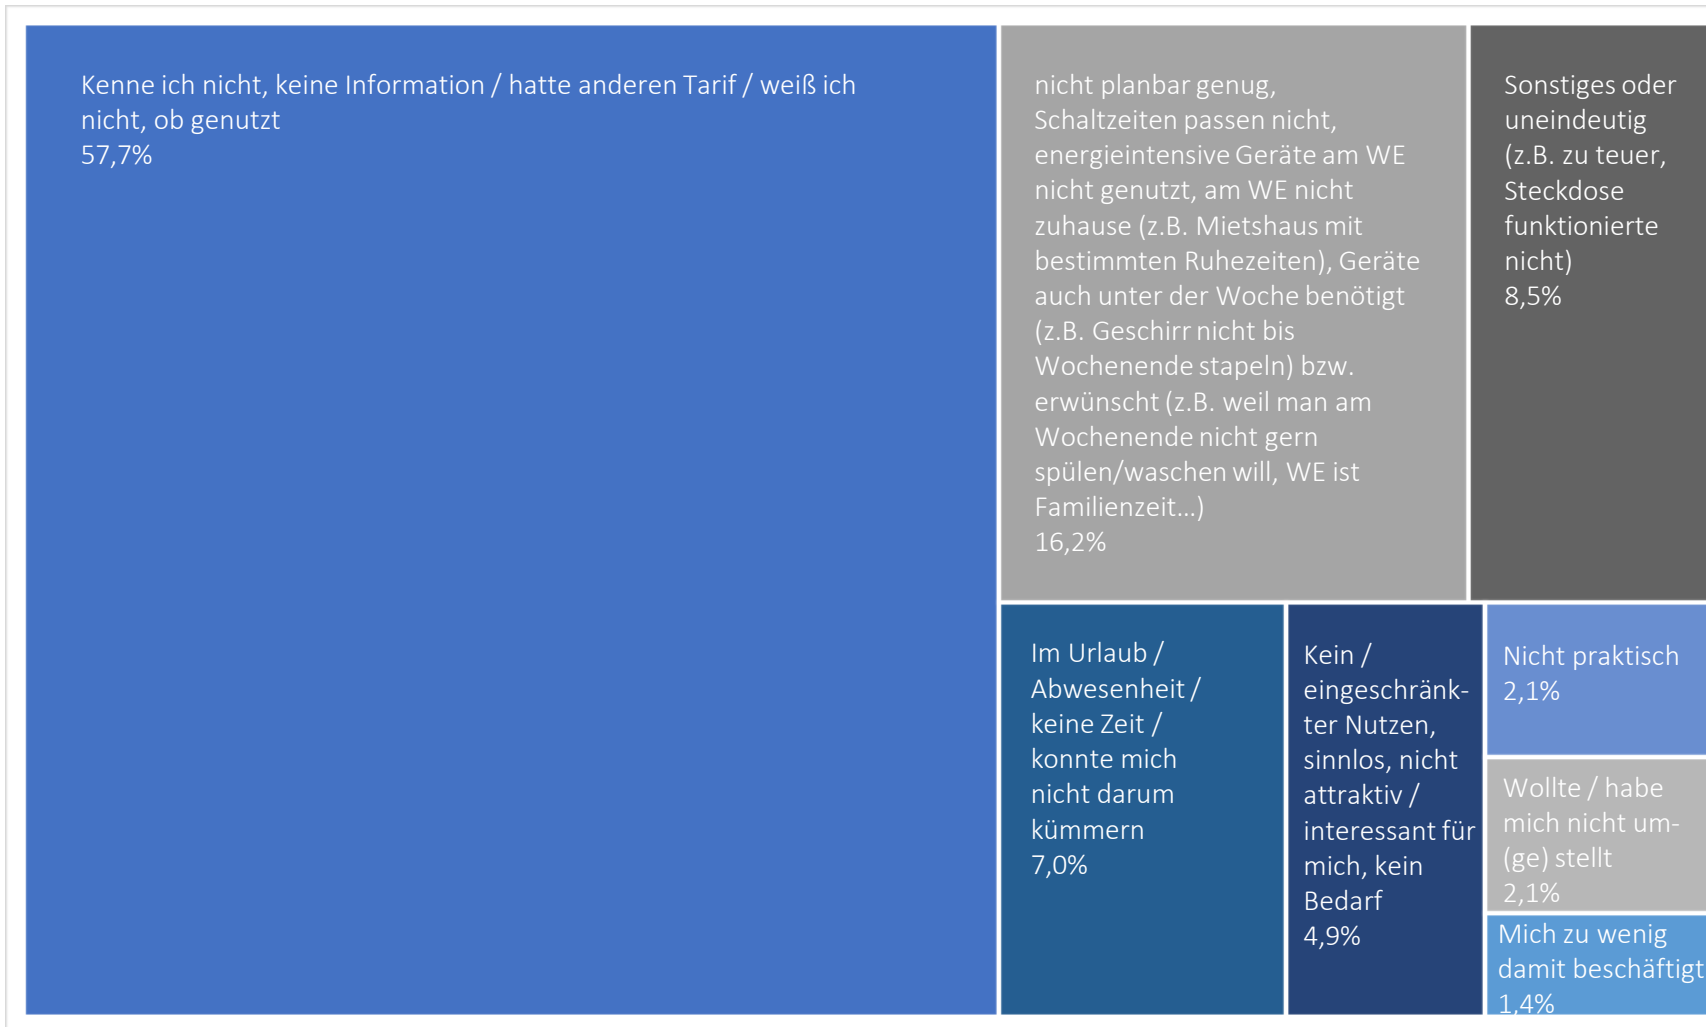 Kenne ich nicht, keine Information / hatte anderen Tarif / weiß ich
nicht, ob genutzt
57,7%
nicht planbar genug,
Schaltzeiten passen nicht,
energieintensive Geräte am WE
nicht genutzt, am WE nicht
zuhause (z.B. Mietshaus mit
bestimmten Ruhezeiten), Geräte
auch unter der Woche benötigt
(z.B. Geschirr nicht bis
Wochenende stapeln) bzw.
erwünscht (z.B. weil man am
Wochenende nicht gern
spülen/waschen will, WE ist
Familienzeit...)
16,2%
Sonstiges oder
uneindeutig
(z.B. zu teuer,
Steckdose
funktionierte
nicht)
8,5%
Im Urlaub /
Abwesenheit /
keine Zeit /
konnte mich
nicht darum
kümmern
7,0%
Kein /
eingeschränk-
ter Nutzen,
sinnlos, nicht
attraktiv /
interessant für
mich, kein
Bedarf
4,9%
Nicht praktisch
2,1%
Wollte / habe
mich nicht um-
(ge) stellt
2,1%
Mich zu wenig
damit beschäftigt
1,4%